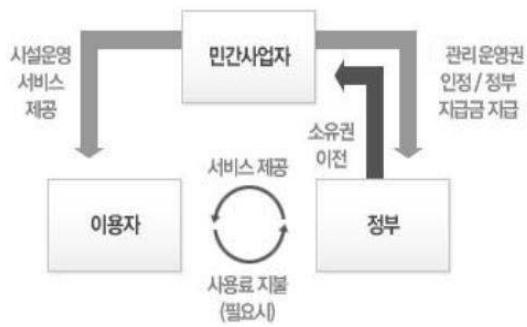 민간사업자
시설운영
서비스
제공
관리 운영권
인정 / 정부
지급금 지급
소유권
이전
서비스 제공
이용자
정부
사용료 지불
(필요시)